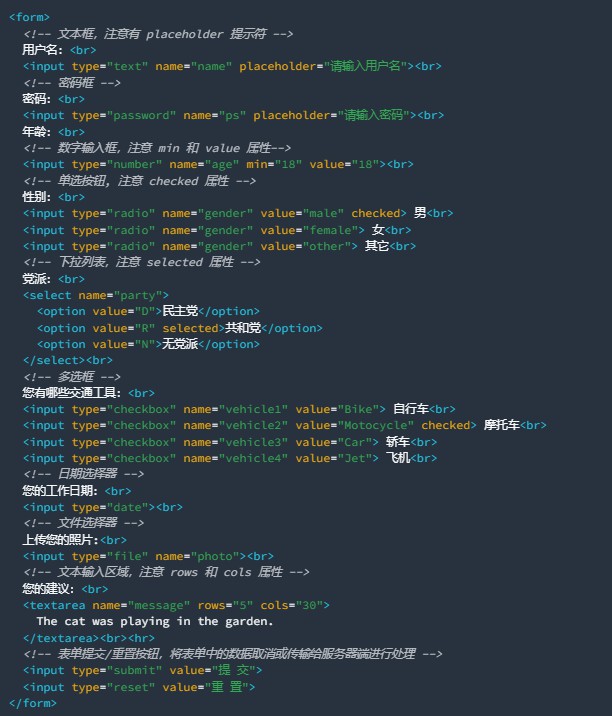 <form>
<!-- 文本框，注意有 placeholder 提示符 -->
用户名: <br>
<input type="text" name="name" placeholder="请输入用户名"><br>
<!-- 密码框 -->
密码: <br>
<input type="password" name="ps" placeholder="请输入密码"><br>
年龄: <br>
<!-- 数字输入框，注意 min 和 value 属性-->
<input type="number" name="age" min="18" value="18"><br>
<!-- 单选按钮, 注意 checked 属性 -->
性别: <br>
<input type="radio" name="gender" value="male" checked> 男<br>
<input type="radio" name="gender" value="female"> 女<br>
<input type="radio" name="gender" value="other"> 其它<br>
<!-- 下拉列表，注意 selected 属性 -->
党派: <br>
<select name="party">
<option value="D">民主党</option>
<option value="R" selected>共和党</option>
<option value="N">无党派</option>
</select><br>
<!-- 多选框 -->
您有哪些交通工具: <br>
<input type="checkbox" name="vehicle1" value="Bike"> 自行车<br>
<input type="checkbox" name="vehicle2" value="Motocycle" checked> 摩托车<br>
<input type="checkbox" name="vehicle3" value="Car"> 轿车<br>
<input type="checkbox" name="vehicle4" value="Jet"> 飞机<br>
<!-- 日期选择器 -->
您的工作日期: <br>
<input type="date"><br>
<!-- 文件选择器 -->
上传您的照片:<br>
<input type="file" name="photo"><br>
<!-- 文本输入区域，注意 rows 和 cols 属性 -->
您的建议: <br>
<textarea name="message" rows="5" cols="30">
The cat was playing in the garden.
</textarea><br><hr>
<!-- 表单提交/重置按钮，将表单中的数据取消或传输给服务器端进行处理 -->
<input type="submit" value="提 交">
<input type="reset" value="重 置">
</form>